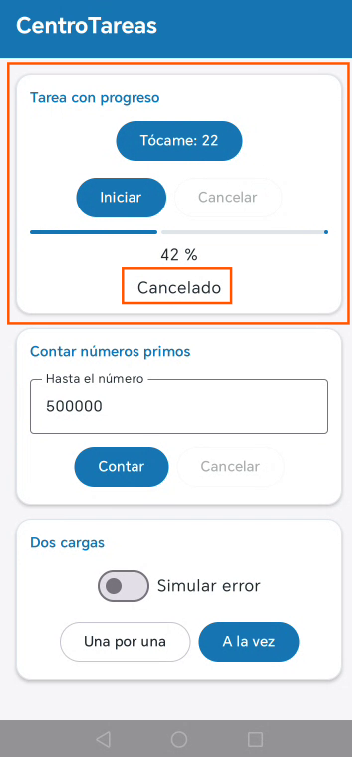 CentroTareas
Tarea con progreso
Tócame: 22
Iniciar Cancelar
42 %
Cancelado
Contar números primos
Hasta el número
500000
Contar Cancelar
Dos cargas
Simular error
Una por una A la vez